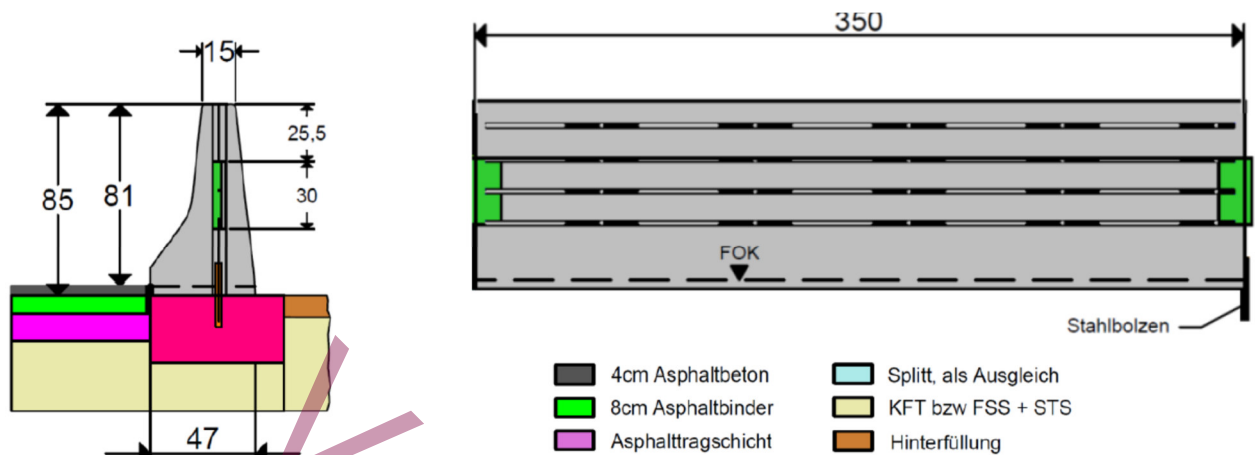 15
85
81
25,5
30
47
350
FOK
Stahlbolzen
4cm Asphaltbeton
8cm Asphaltbinder
Asphalttragschicht
Splitt, als Ausgleich
KFT bzw FSS + STS
Hinterfüllung